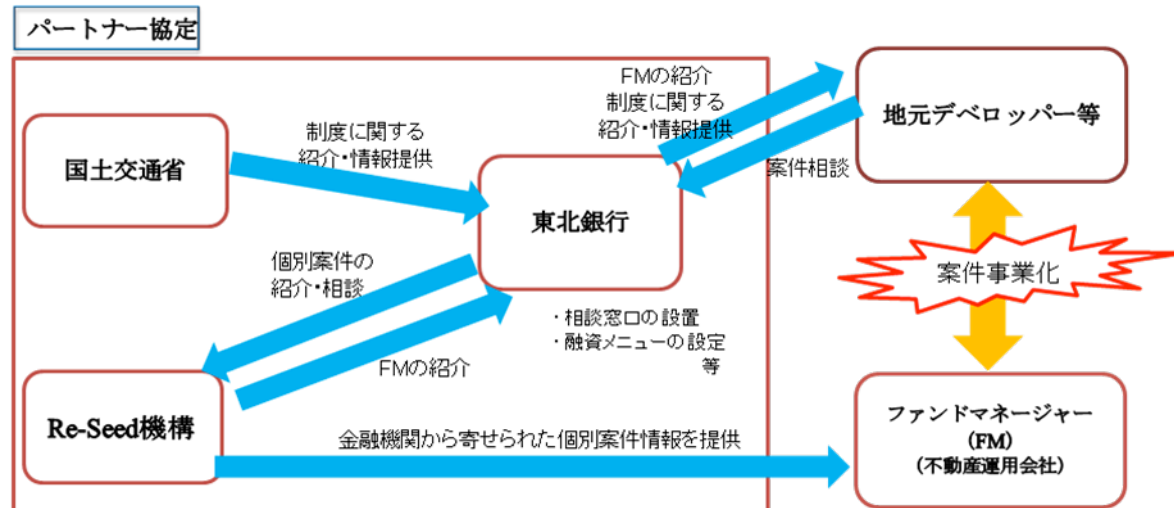 パートナー協定
国土交通省
制度に関する
紹介・情報提供
FMの紹介
制度に関する
紹介・情報提供
案件相談
地元デベロッパー等
東北銀行
・相談窓口の設置
・融資メニューの設定
等
個別案件の
紹介・相談
FMの紹介
案件事業化
Re-Seed機構
金融機関から寄せられた個別案件情報を提供
ファンドマネージャー
(FM)
(不動産運用会社)